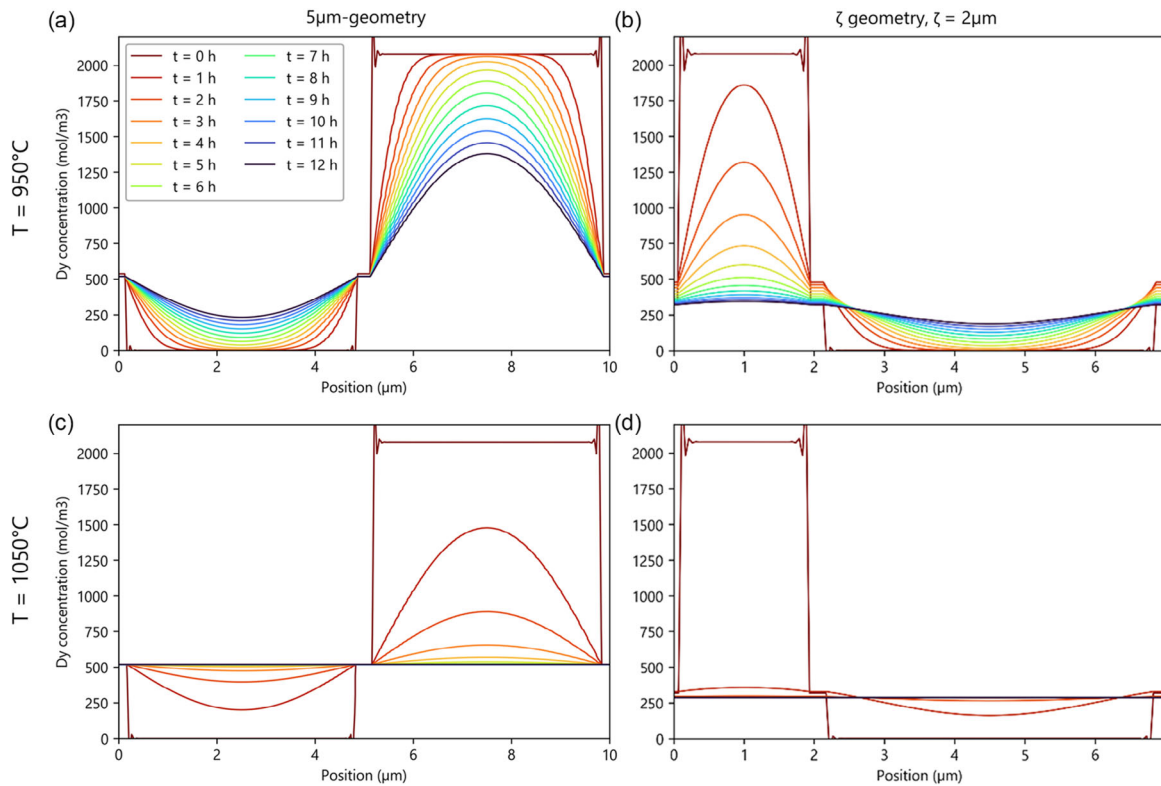 (a)
5µm-geometry
(b)
ζ geometry, ζ = 2µm
T = 950°C
Dy concentration (mol/m3)
2000
1750
1500
1250
1000
750
500
250
0
t = 0 h
t = 1 h
t = 2 h
t = 3 h
t = 4 h
t = 5 h
t = 6 h
t = 7 h
t = 8 h
t = 9 h
t = 10 h
t = 11 h
t = 12 h
0 2 4 6 8 10
Position (µm)
2000
1750
1500
1250
1000
750
500
250
0
0 1 2 3 4 5 6
Position (µm)
(c)
(d)
T = 1050°C
Dy concentration (mol/m3)
2000
1750
1500
1250
1000
750
500
250
0
0 2 4 6 8 10
Position (µm)
2000
1750
1500
1250
1000
750
500
250
0
0 1 2 3 4 5 6
Position (µm)